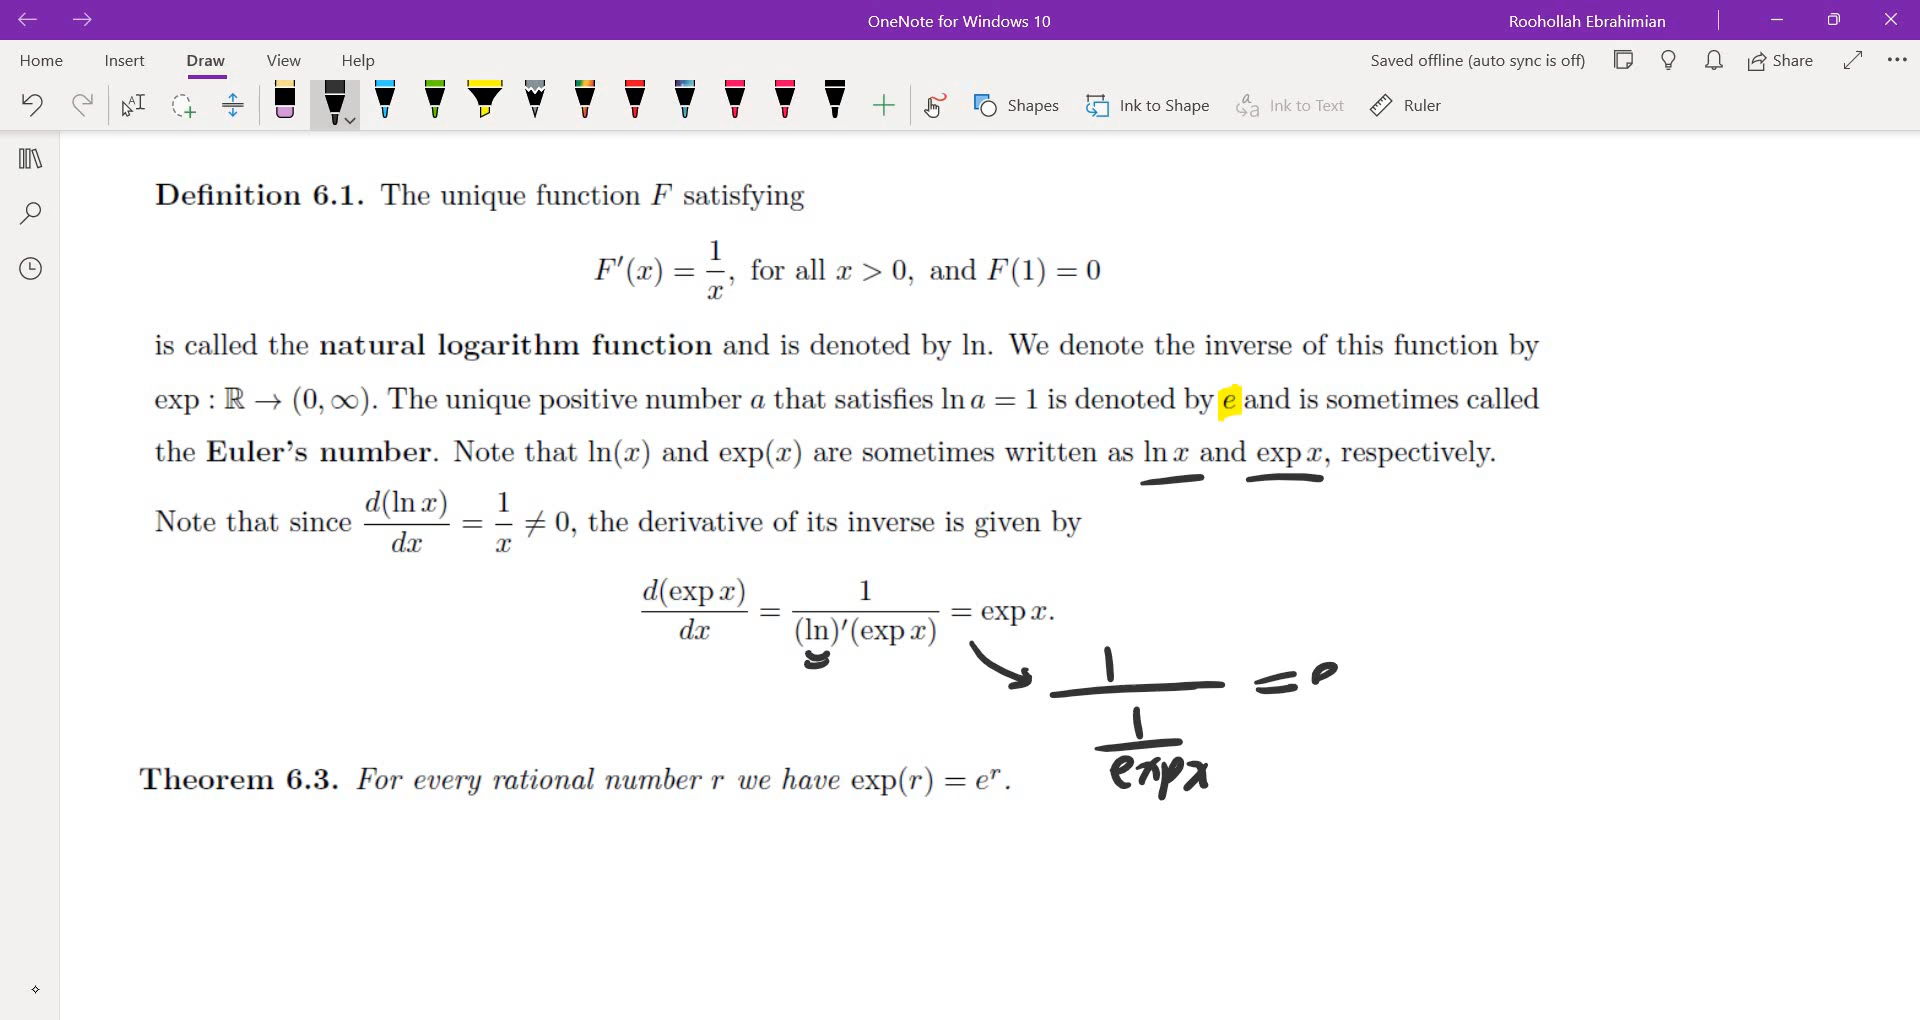 OneNote for Windows 10
Roohollah Ebrahimian
Home Insert Draw View Help
Saved offline (auto sync is off) Share
Shapes Ink to Shape Ink to Text Ruler
Definition 6.1. The unique function F satisfying
F′(x) = 1/x, for all x > 0, and F(1) = 0
is called the natural logarithm function and is denoted by ln. We denote the inverse of this function by
exp : ℝ → (0, ∞). The unique positive number a that satisfies ln a = 1 is denoted by e and is sometimes called
the Euler's number. Note that ln(x) and exp(x) are sometimes written as ln x and exp x, respectively.
Note that since d(ln x)/dx = 1/x ≠ 0, the derivative of its inverse is given by
d(exp x)/dx = 1/(ln)′(exp x) = exp x.
1/(1/exp x) =
Theorem 6.3. For every rational number r we have exp(r) = eʳ.